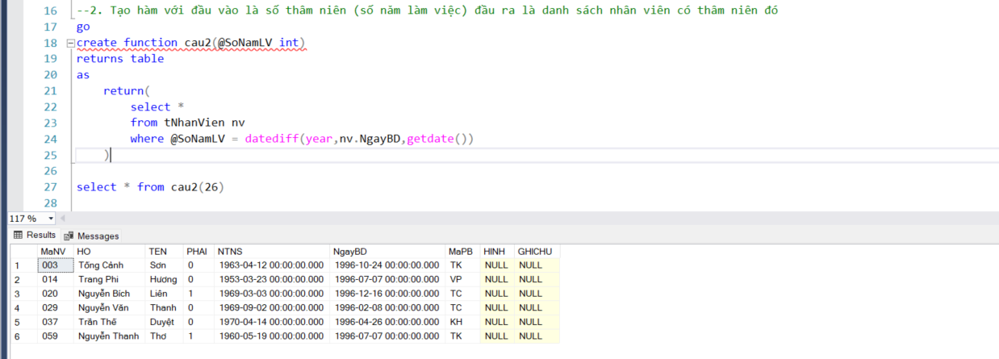 16 --2. Tạo hàm với đầu vào là số thâm niên (số năm làm việc) đầu ra là danh sách nhân viên có thâm niên đó
17 go
18 create function cau2(@SoNamLV int)
19 returns table
20 as
21 return(
22 select *
23 from tNhanVien nv
24 where @SoNamLV = datediff(year,nv.NgayBD,getdate())
25 )
26
27 select * from cau2(26)
28
117 %
Results Messages
MaNV HO TEN PHAI NTNS NgayBD MaPB HINH GHICHU
1 003 Tống Cảnh Sơn 0 1963-04-12 00:00:00.000 1996-10-24 00:00:00.000 TK NULL NULL
2 014 Trang Phi Hương 0 1953-03-23 00:00:00.000 1996-07-07 00:00:00.000 VP NULL NULL
3 020 Nguyễn Bích Liên 1 1969-03-03 00:00:00.000 1996-12-16 00:00:00.000 TC NULL NULL
4 029 Nguyễn Văn Thanh 0 1969-09-02 00:00:00.000 1996-02-08 00:00:00.000 TC NULL NULL
5 037 Trần Thế Duyệt 0 1970-04-14 00:00:00.000 1996-04-26 00:00:00.000 KH NULL NULL
6 059 Nguyễn Thanh Thơ 1 1960-05-19 00:00:00.000 1996-07-07 00:00:00.000 TK NULL NULL